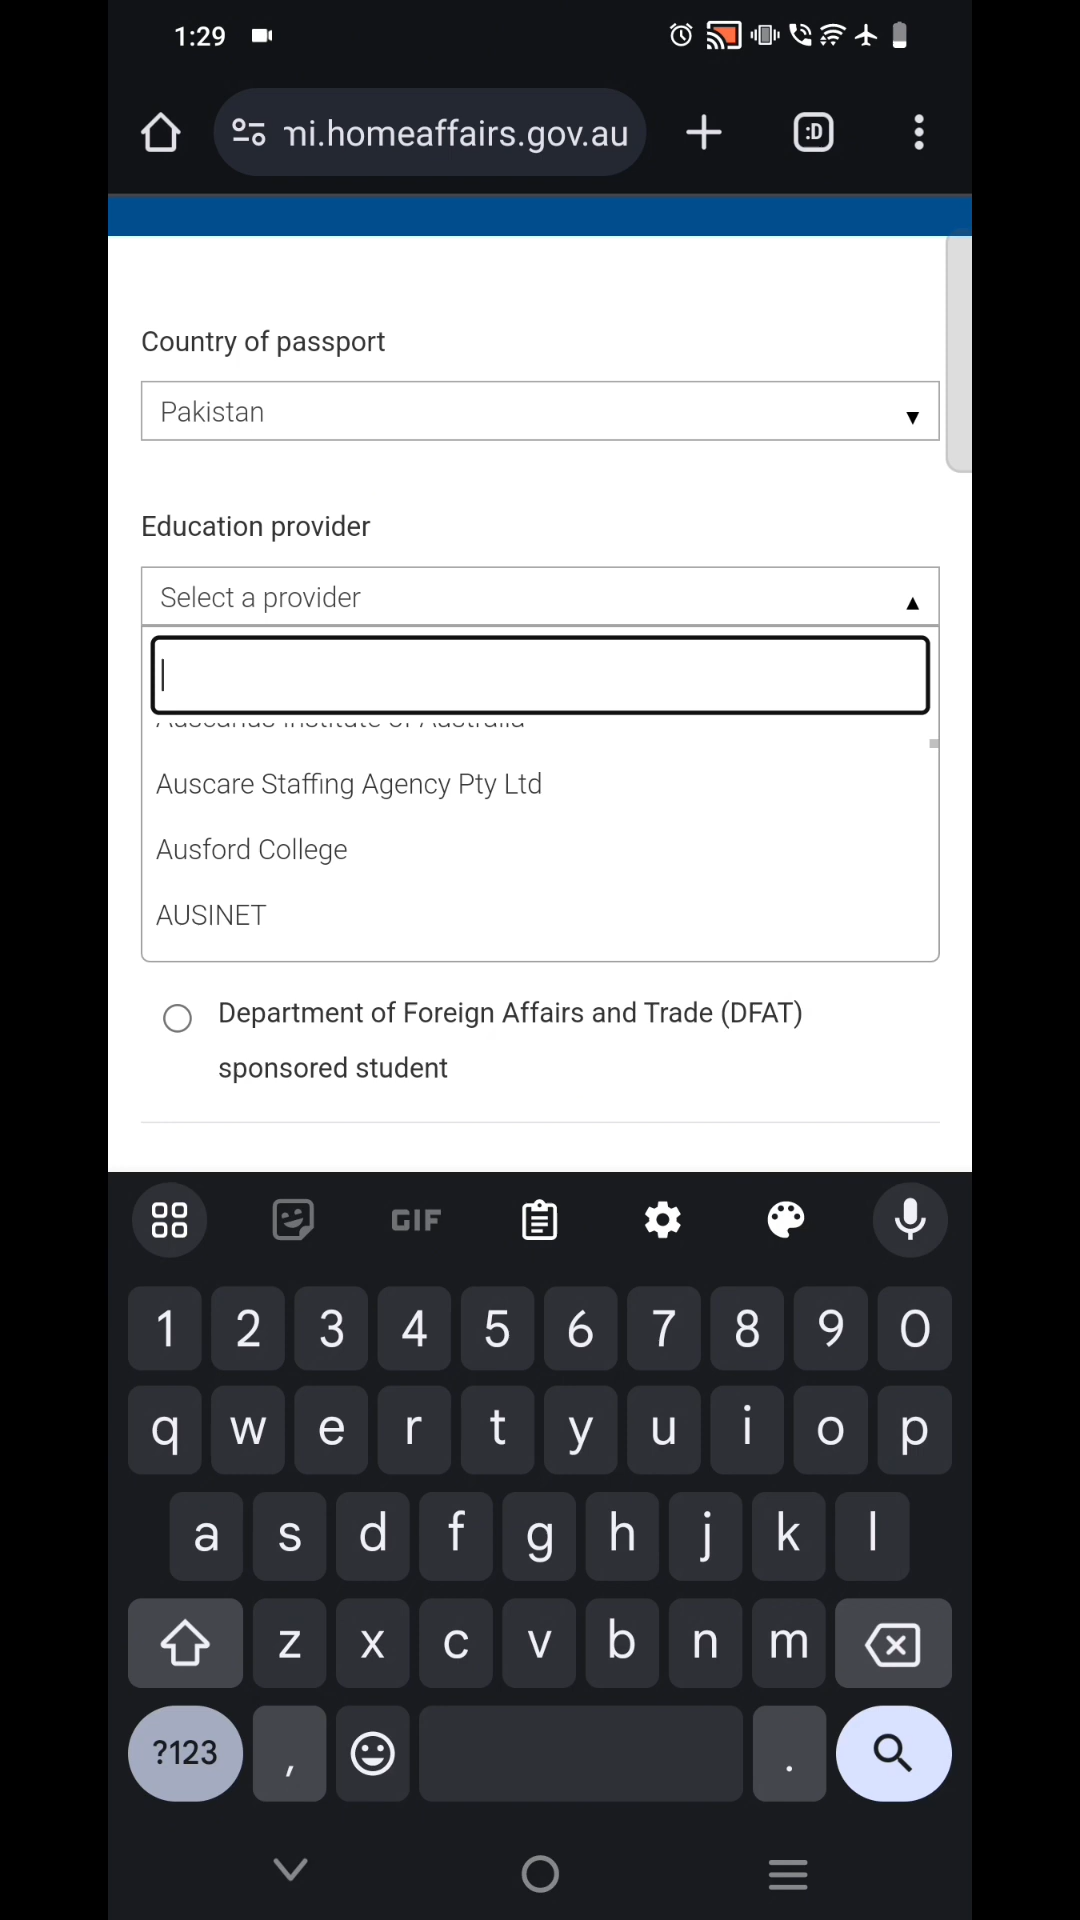 1:29
mi.homeaffairs.gov.au
:D
Country of passport
Pakistan
Education provider
Select a provider
Auscare Staffing Agency Pty Ltd
Ausford College
AUSINET
Department of Foreign Affairs and Trade (DFAT)
sponsored student
GIF
1 2 3 4 5 6 7 8 9 0
q w e r t y u i o p
a s d f g h j k l
z x c v b n m
?123 , .